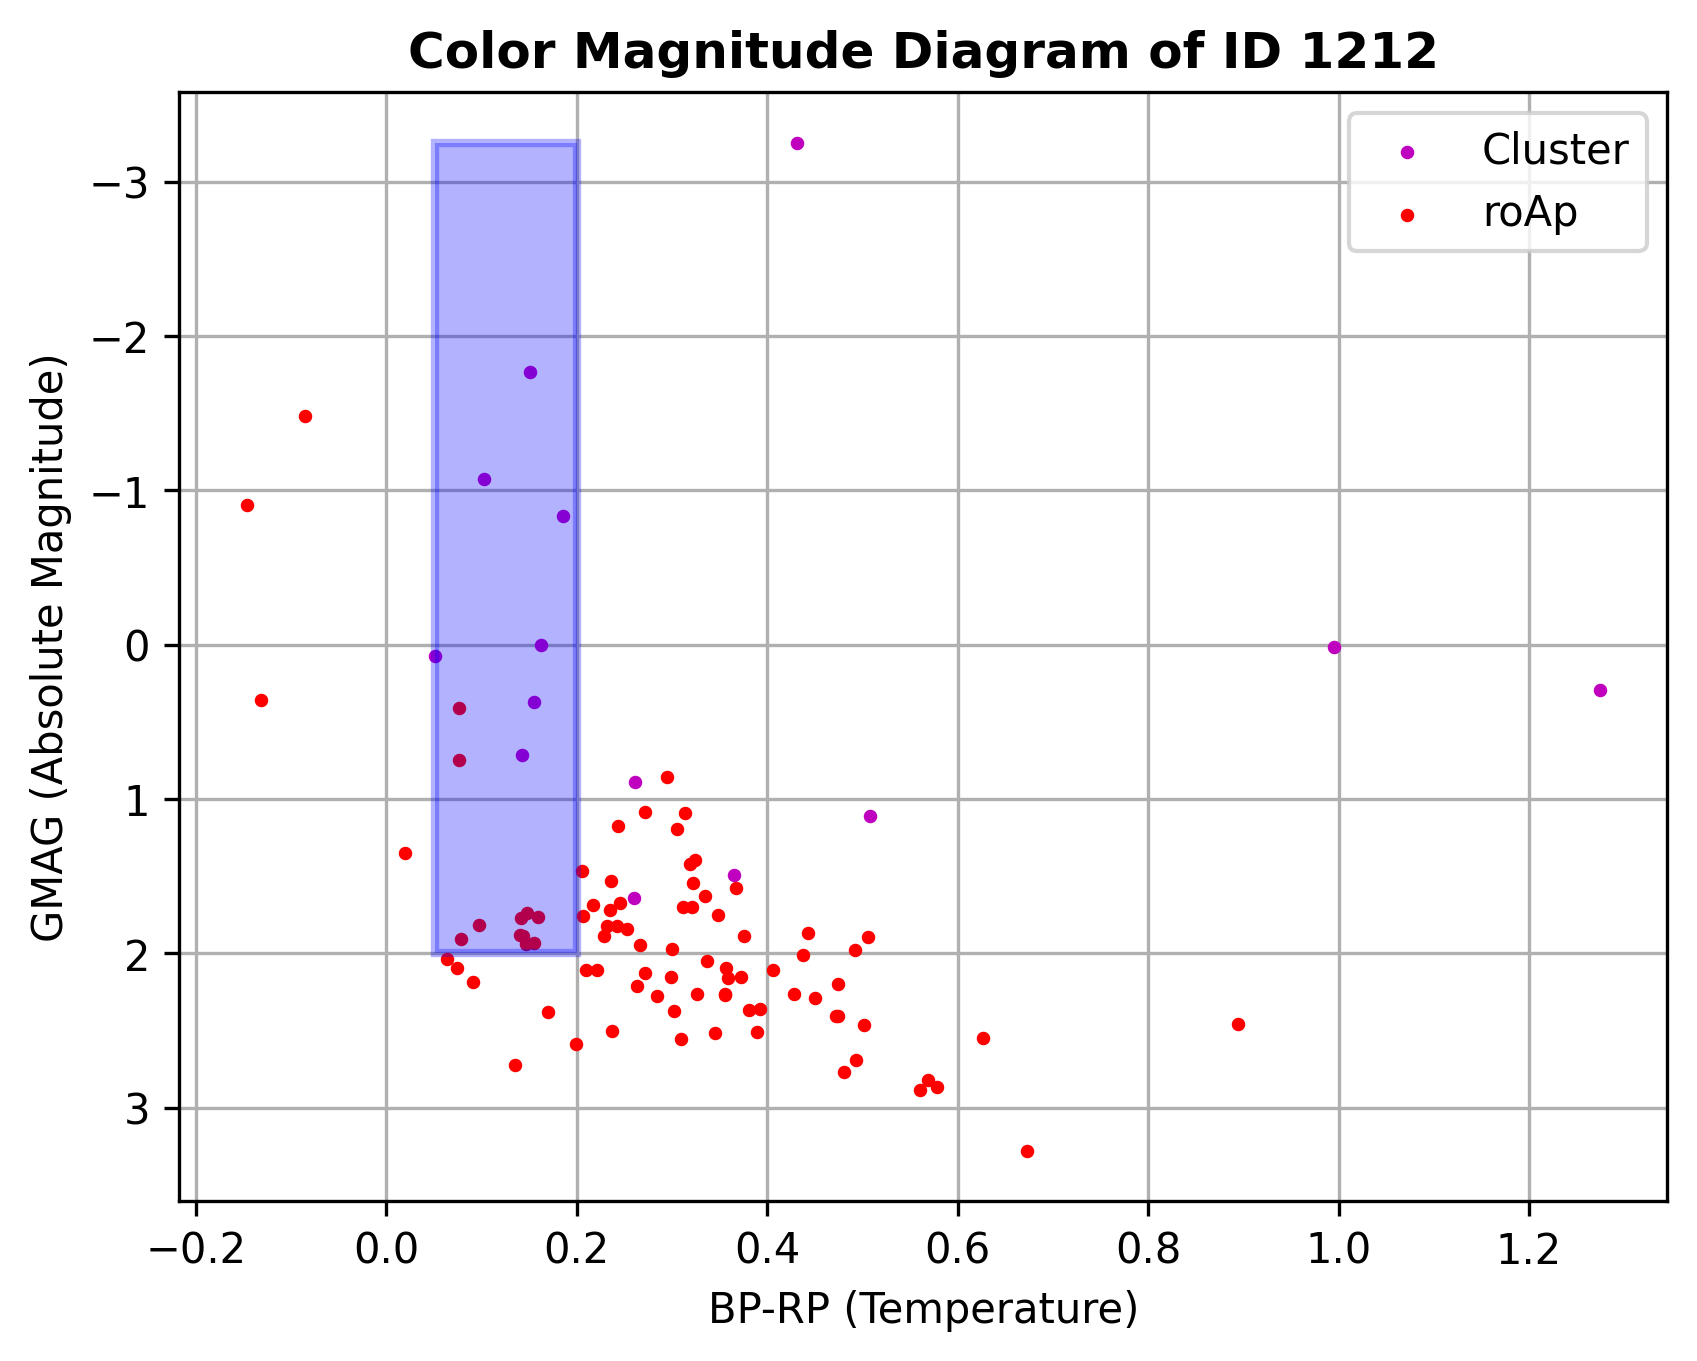 Color Magnitude Diagram of ID 1212
Cluster
roAp
−3
−2
−1
0
1
2
3
GMAG (Absolute Magnitude)
−0.2 0.0 0.2 0.4 0.6 0.8 1.0 1.2
BP-RP (Temperature)